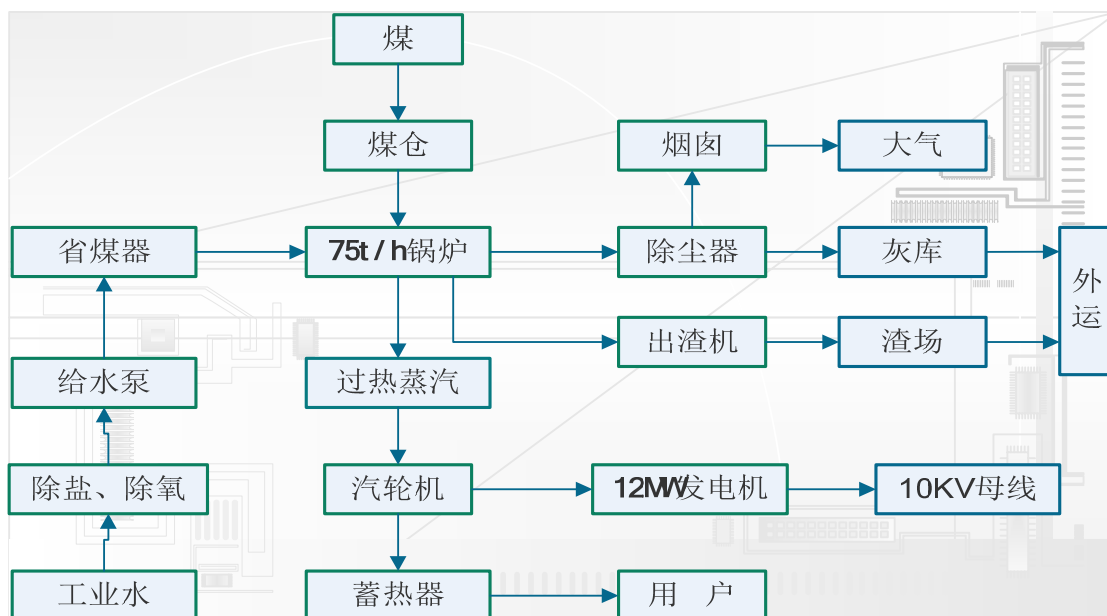 煤
煤仓
烟囱
大气
省煤器
75t / h锅炉
除尘器
灰库
外运
出渣机
渣场
给水泵
过热蒸汽
除盐、除氧
汽轮机
12MW发电机
10KV母线
工业水
蓄热器
用 户